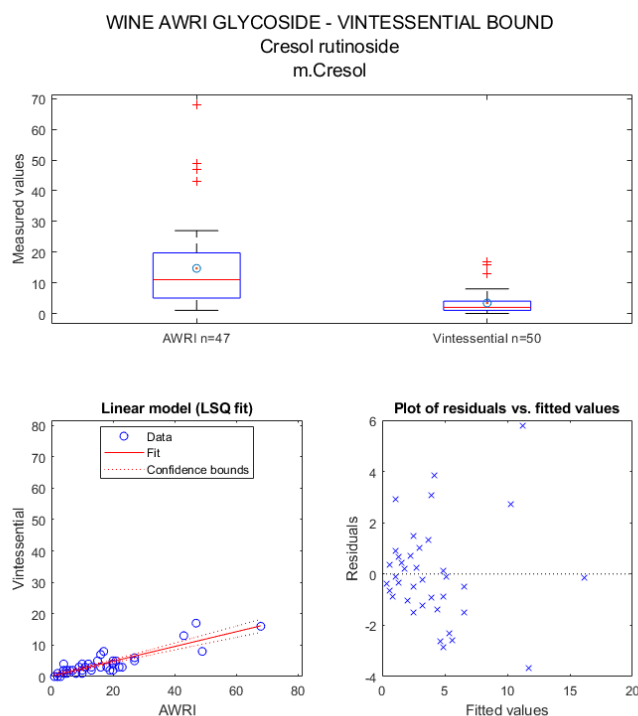 WINE AWRI GLYCOSIDE - VINTESSENTIAL BOUND
Cresol rutinoside
m.Cresol
70
60
50
40
30
20
10
0
Measured values
AWRI n=47
Vintessential n=50
Linear model (LSQ fit)
Data
Fit
Confidence bounds
80
70
60
50
40
30
20
10
0
Vintessential
0
20
40
60
80
AWRI
Plot of residuals vs. fitted values
6
4
2
0
-2
-4
-6
Residuals
0
5
10
15
20
Fitted values